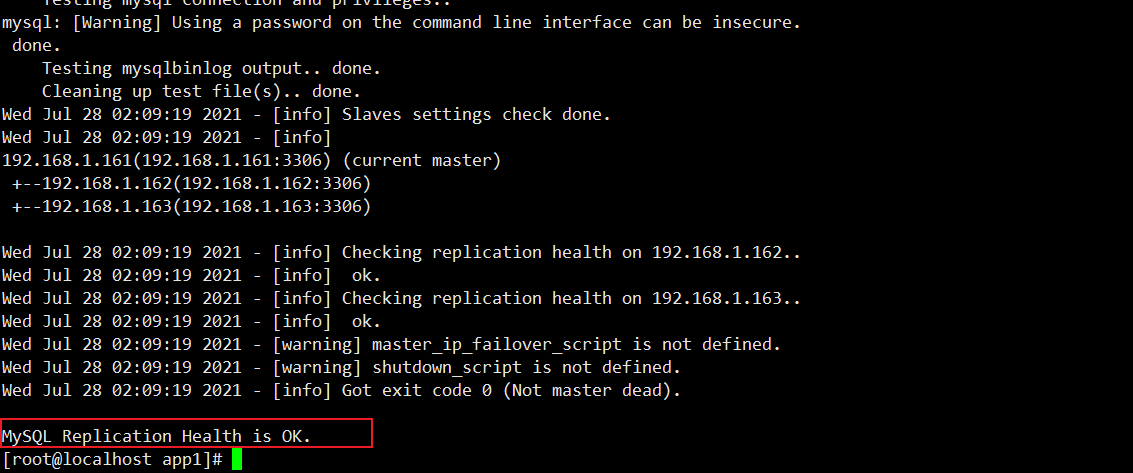 Testing mysql connection and privileges..
mysql: [Warning] Using a password on the command line interface can be insecure.
 done.
    Testing mysqlbinlog output.. done.
    Cleaning up test file(s).. done.
Wed Jul 28 02:09:19 2021 - [info] Slaves settings check done.
Wed Jul 28 02:09:19 2021 - [info]
192.168.1.161(192.168.1.161:3306) (current master)
 +--192.168.1.162(192.168.1.162:3306)
 +--192.168.1.163(192.168.1.163:3306)
Wed Jul 28 02:09:19 2021 - [info] Checking replication health on 192.168.1.162..
Wed Jul 28 02:09:19 2021 - [info]  ok.
Wed Jul 28 02:09:19 2021 - [info] Checking replication health on 192.168.1.163..
Wed Jul 28 02:09:19 2021 - [info]  ok.
Wed Jul 28 02:09:19 2021 - [warning] master_ip_failover_script is not defined.
Wed Jul 28 02:09:19 2021 - [warning] shutdown_script is not defined.
Wed Jul 28 02:09:19 2021 - [info] Got exit code 0 (Not master dead).
MySQL Replication Health is OK.
[root@localhost app1]#